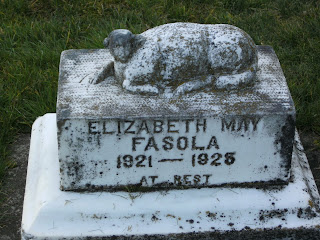 ELIZABETH MAY
FASOLA
1921 — 1925
AT REST